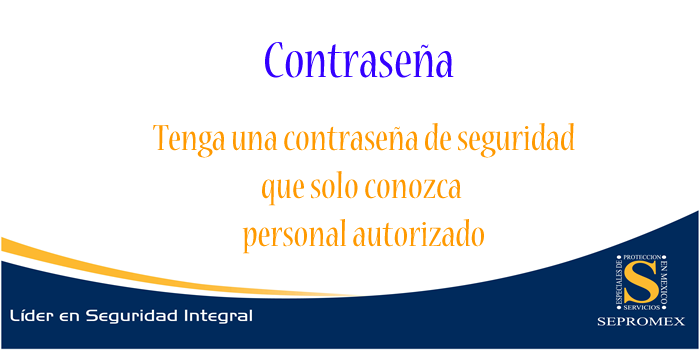 Contraseña
Tenga una contraseña de seguridad
que solo conozca
personal autorizado
Líder en Seguridad Integral
PROTECCION
ESPECIALES DE
S
EN MEXICO
SERVICIOS
SEPROMEX